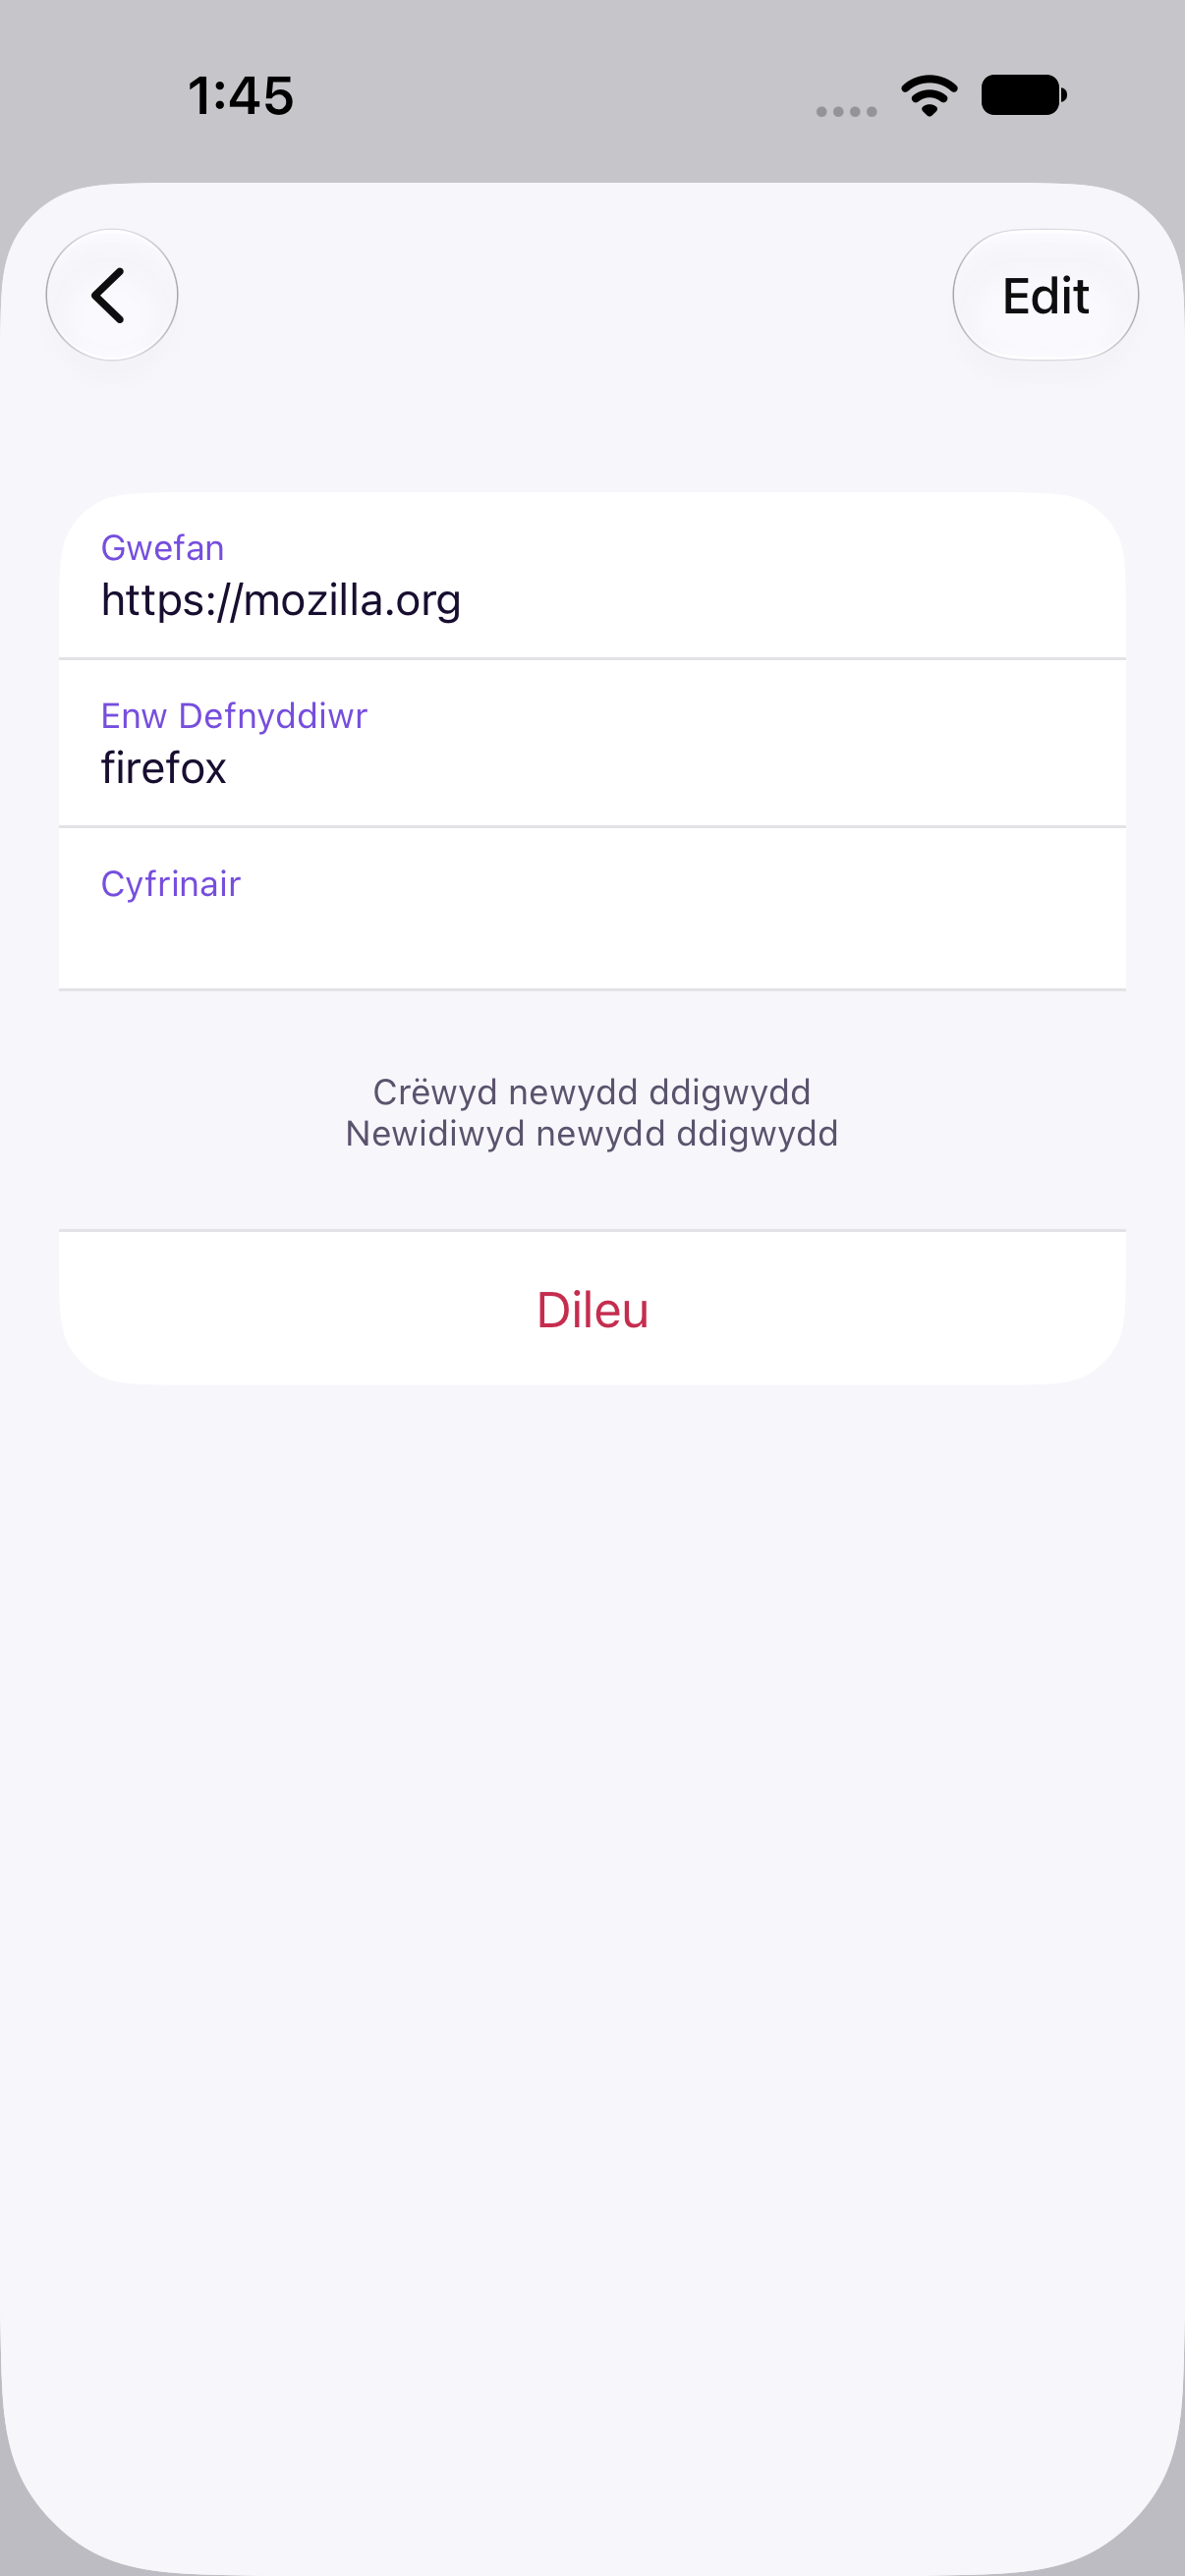 1:45
Edit
Gwefan
https://mozilla.org
Enw Defnyddiwr
firefox
Cyfrinair
Crëwyd newydd ddigwydd
Newidiwyd newydd ddigwydd
Dileu